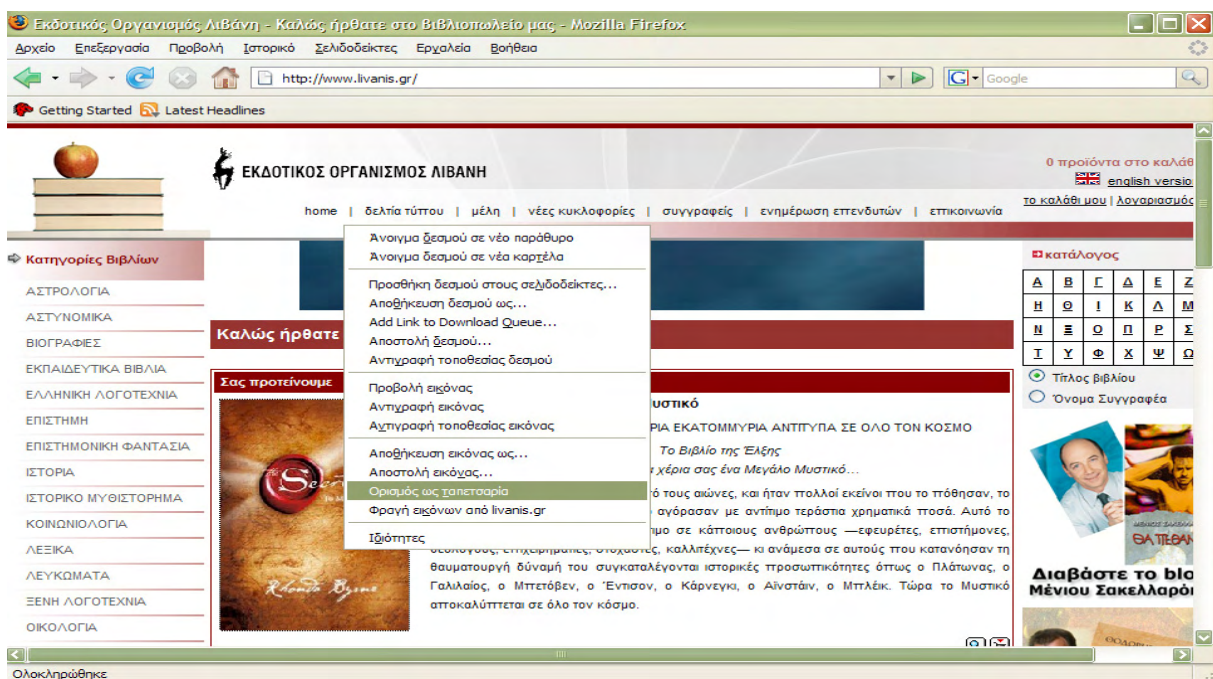 Εκδοτικός Οργανισμός Λιβάνη - Καλώς ήρθατε στο Βιβλιοπωλείο μας - Mozilla Firefox
Αρχείο Επεξεργασία Προβολή Ιστορικό Σελιδοδείκτες Εργαλεία Βοήθεια
http://www.livanis.gr/
G Google
Getting Started Latest Headlines
ΕΚΔΟΤΙΚΟΣ ΟΡΓΑΝΙΣΜΟΣ ΛΙΒΑΝΗ
0 προϊόντα στο καλάθ
english versio
το καλάθι μου | λογαριασμός
home | δελτία τύπου | μέλη | νέες κυκλοφορίες | συγγραφείς | ενημέρωση επενδυτών | επικοινωνία
Κατηγορίες Βιβλίων
ΑΣΤΡΟΛΟΓΙΑ
ΑΣΤΥΝΟΜΙΚΑ
ΒΙΟΓΡΑΦΙΕΣ
ΕΚΠΑΙΔΕΥΤΙΚΑ ΒΙΒΛΙΑ
ΕΛΛΗΝΙΚΗ ΛΟΓΟΤΕΧΝΙΑ
ΕΠΙΣΤΗΜΗ
ΕΠΙΣΤΗΜΟΝΙΚΗ ΦΑΝΤΑΣΙΑ
ΙΣΤΟΡΙΑ
ΙΣΤΟΡΙΚΟ ΜΥΘΙΣΤΟΡΗΜΑ
ΚΟΙΝΩΝΙΟΛΟΓΙΑ
ΛΕΞΙΚΑ
ΛΕΥΚΩΜΑΤΑ
ΞΕΝΗ ΛΟΓΟΤΕΧΝΙΑ
ΟΙΚΟΛΟΓΙΑ
Άνοιγμα δεσμού σε νέο παράθυρο
Άνοιγμα δεσμού σε νέα καρτέλα
Προσθήκη δεσμού στους σελιδοδείκτες...
Αποθήκευση δεσμού ως...
Add Link to Download Queue...
Αποστολή δεσμού...
Αντιγραφή τοποθεσίας δεσμού
Προβολή εικόνας
Αντιγραφή εικόνας
Αντιγραφή τοποθεσίας εικόνας
Αποθήκευση εικόνας ως...
Αποστολή εικόνας...
Ορισμός ως ταπετσαρία
Φραγή εικόνων από livanis.gr
Ιδιότητες
Καλώς ήρθατε
Σας προτείνουμε
Rhonda Byrne
υστικό
ΡΙΑ ΕΚΑΤΟΜΜΥΡΙΑ ΑΝΤΙΤΥΠΑ ΣΕ ΟΛΟ ΤΟΝ ΚΟΣΜΟ
Το Βιβλίο της Έλξης
χέρια σας ένα Μεγάλο Μυστικό...
ό τους αιώνες, και ήταν πολλοί εκείνοι που το πόθησαν, το
αγόρασαν με αντίτιμο τεράστια χρηματικά ποσά. Αυτό το
ιμο σε κάποιους ανθρώπους —εφευρέτες, επιστήμονες,
θεολόγους, επιχειρηματίες, στοχαστές, καλλιτέχνες— κι ανάμεσα σε αυτούς που κατανόησαν τη
θαυματουργή δύναμή του συγκαταλέγονται ιστορικές προσωπικότητες όπως ο Πλάτωνας, ο
Γαλιλαίος, ο Μπετόβεν, ο Έντισον, ο Κάρνεγκι, ο Αϊνστάιν, ο Μπλέικ. Τώρα το Μυστικό
αποκαλύπτεται σε όλο τον κόσμο.
κατάλογος
Α Β Γ Δ Ε Ζ
Η Θ Ι Κ Λ Μ
Ν Ξ Ο Π Ρ Σ
Τ Υ Φ Χ Ψ Ω
Τίτλος βιβλίου
Όνομα Συγγραφέα
Διαβάστε το blo
Μένιου Σακελλαρό
Ολοκληρώθηκε